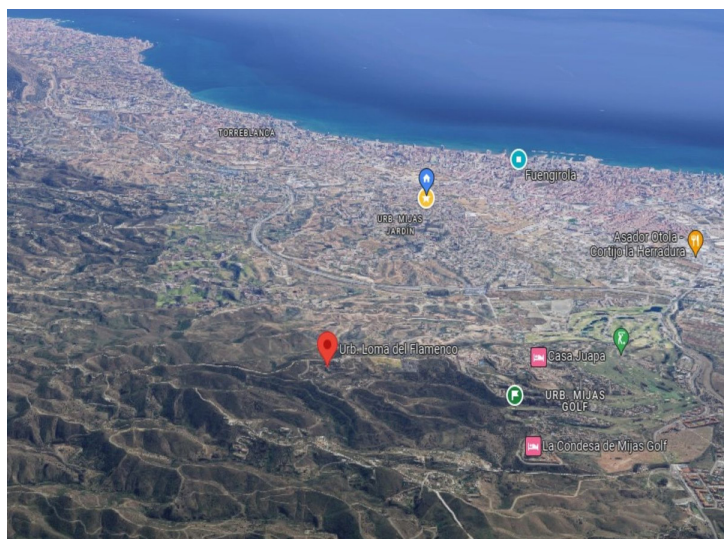 TORREBLANCA
Fuengirola
URB. MIJAS
JARDÍN
Asador Otola -
Cortijo la Herradura
Urb. Loma del Flamenco
Casa Juapa
URB. MIJAS
GOLF
La Condesa de Mijas Golf